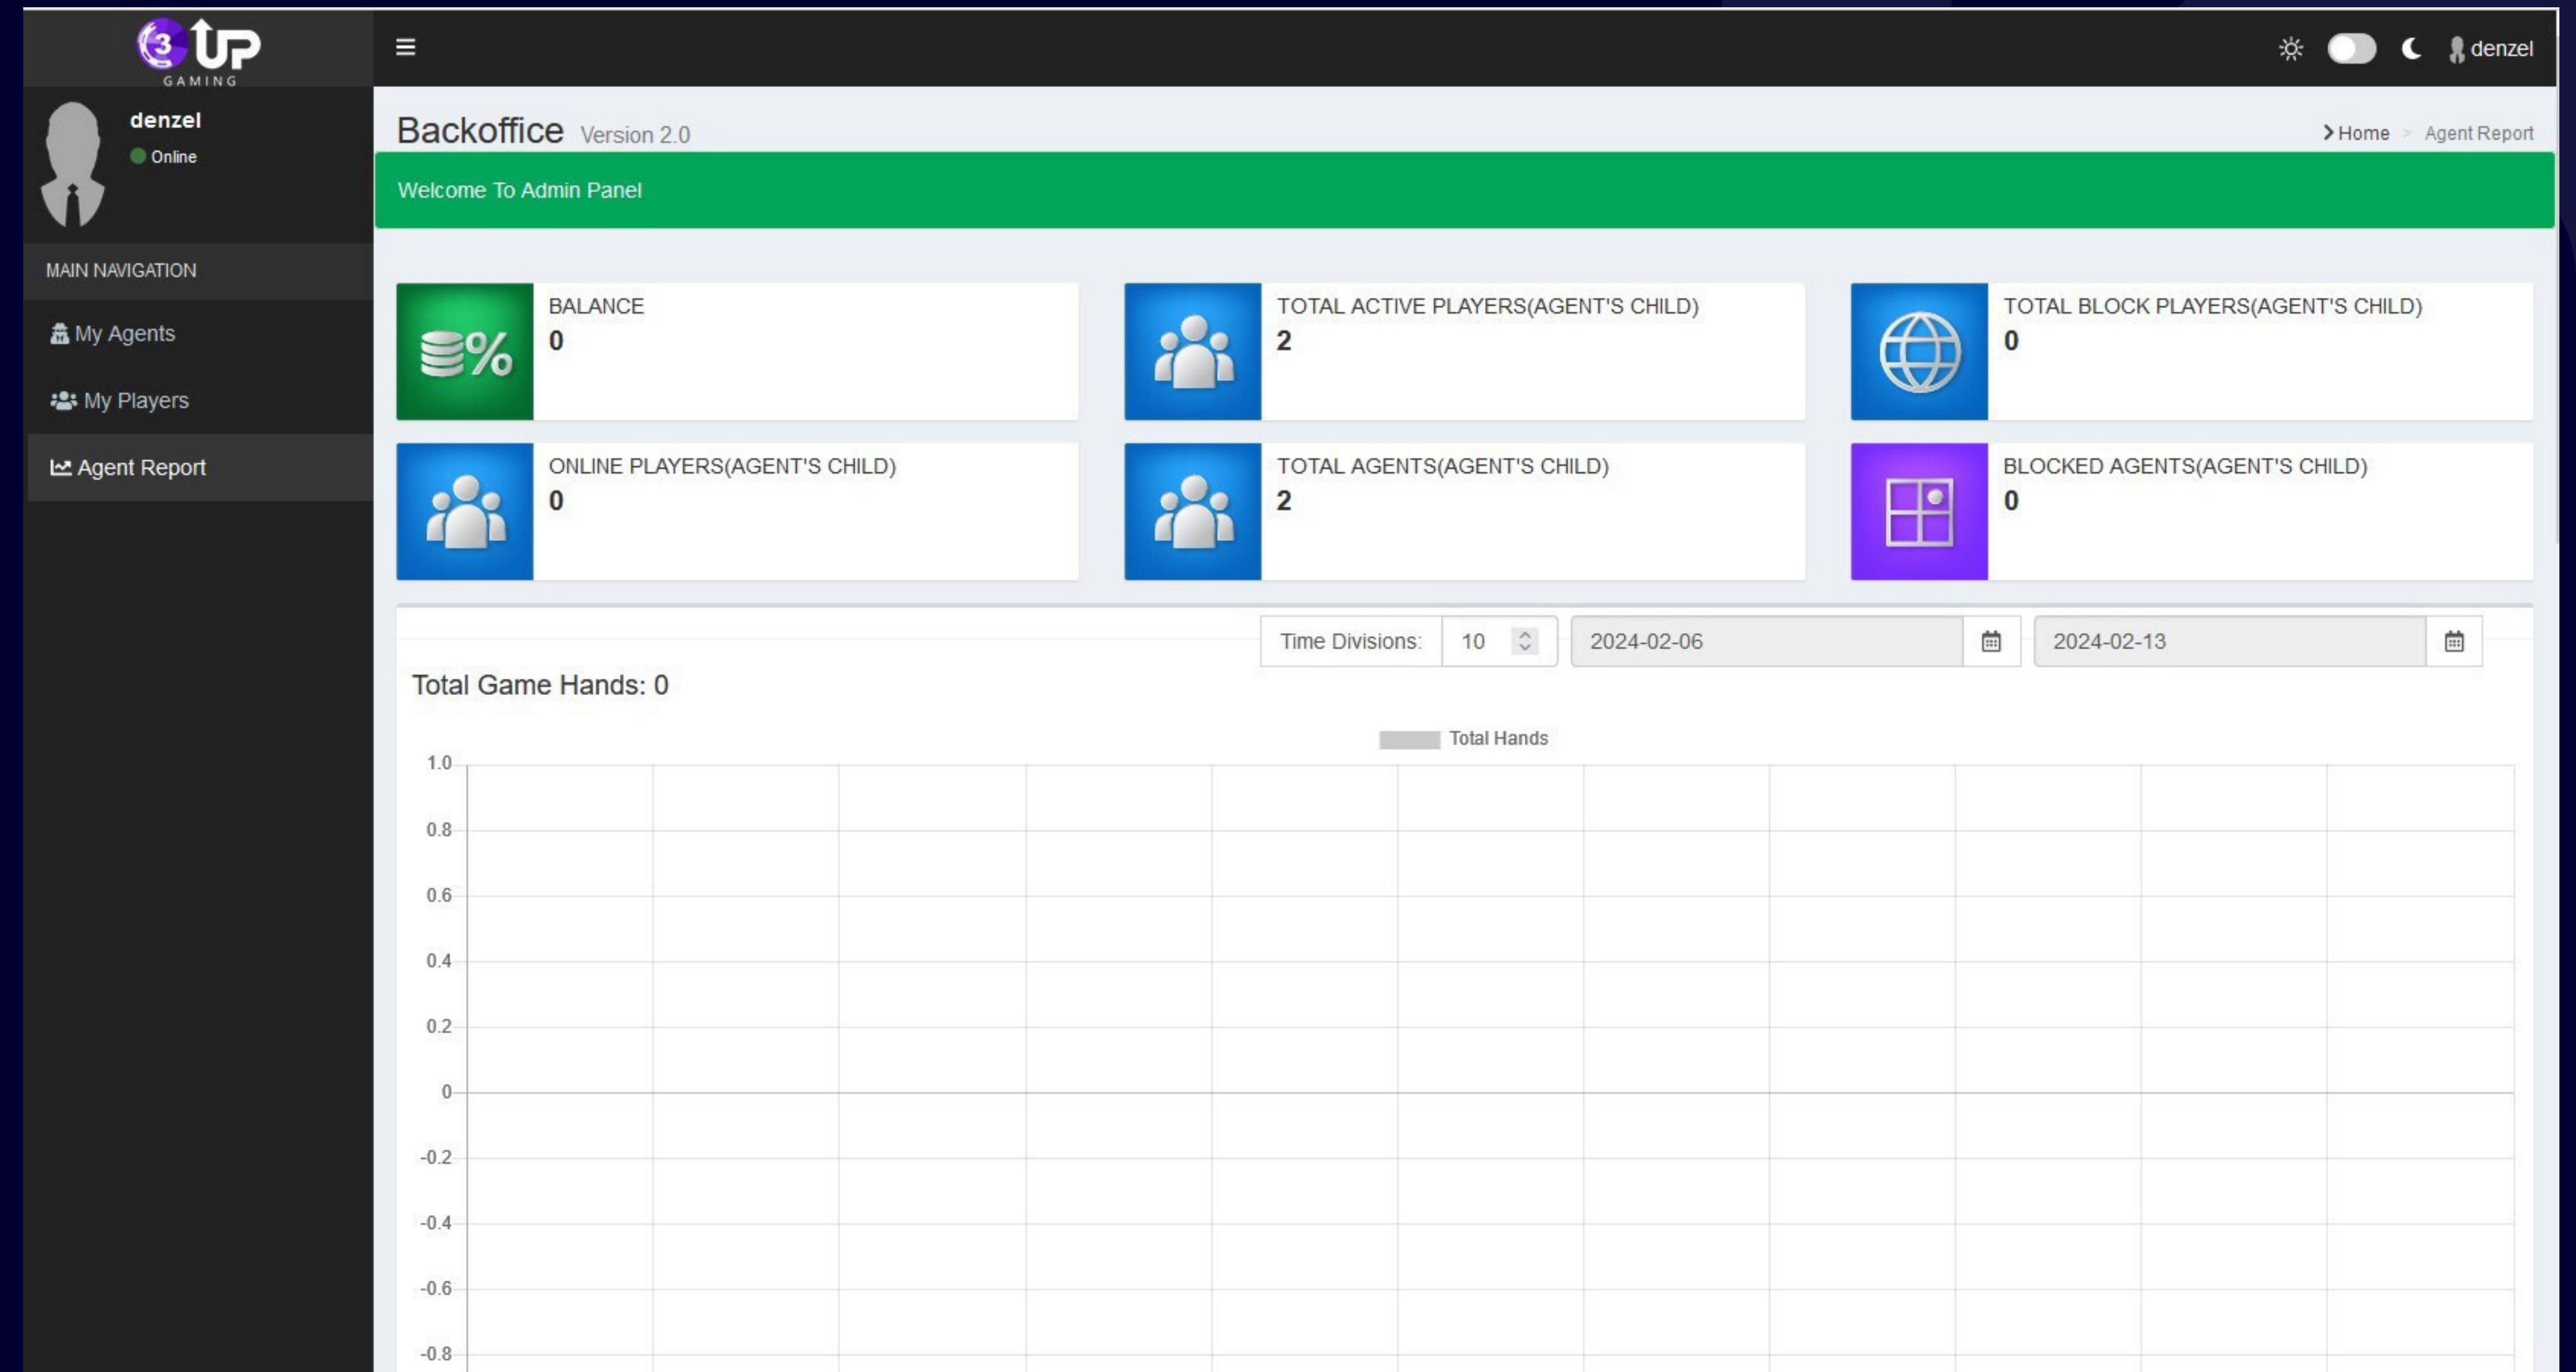 3 UP
GAMING
denzel
denzel
Online
Backoffice Version 2.0
Home > Agent Report
Welcome To Admin Panel
MAIN NAVIGATION
My Agents
My Players
Agent Report
BALANCE
0
TOTAL ACTIVE PLAYERS(AGENT'S CHILD)
2
TOTAL BLOCK PLAYERS(AGENT'S CHILD)
0
ONLINE PLAYERS(AGENT'S CHILD)
0
TOTAL AGENTS(AGENT'S CHILD)
2
BLOCKED AGENTS(AGENT'S CHILD)
0
Time Divisions: 10 2024-02-06 2024-02-13
Total Game Hands: 0
Total Hands
1.0
0.8
0.6
0.4
0.2
0
-0.2
-0.4
-0.6
-0.8